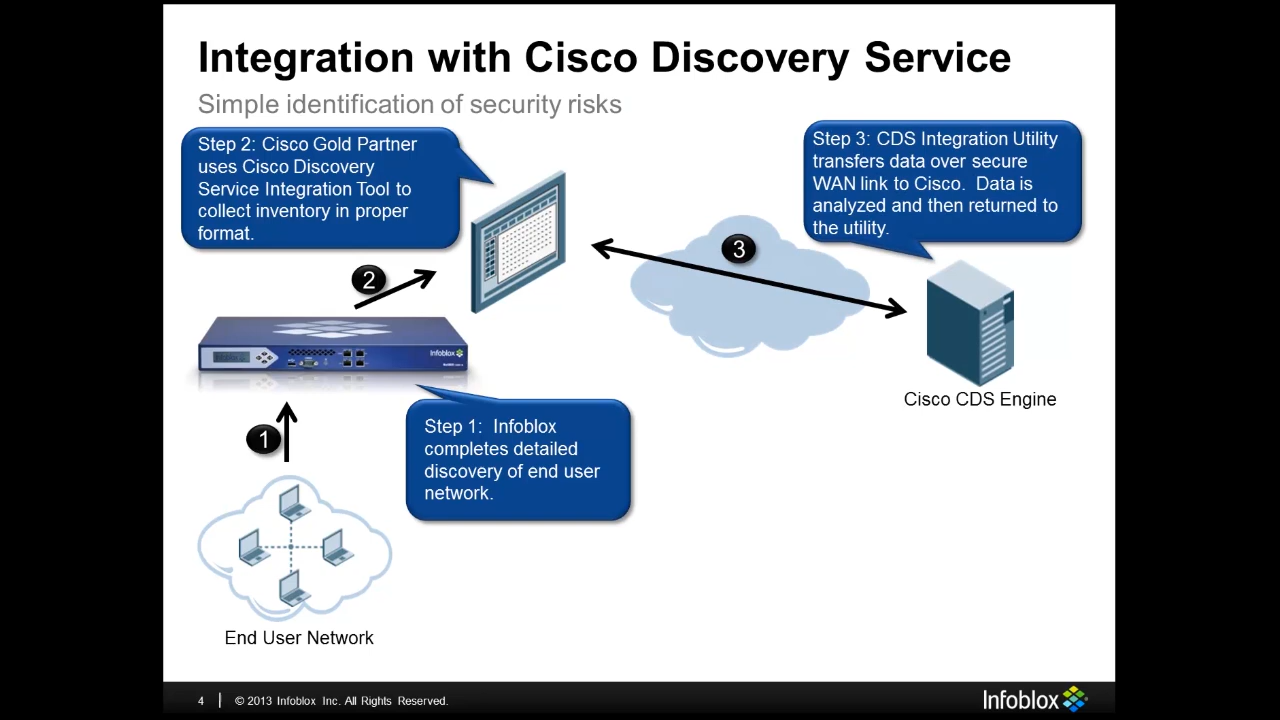 Integration with Cisco Discovery Service
Simple identification of security risks
Step 2: Cisco Gold Partner
uses Cisco Discovery
Service Integration Tool to
collect inventory in proper
format.
Step 3: CDS Integration Utility
transfers data over secure
WAN link to Cisco. Data is
analyzed and then returned to
the utility.
3
2
Infoblox
Cisco CDS Engine
Step 1: Infoblox
completes detailed
discovery of end user
network.
1
End User Network
4
© 2013 Infoblox Inc. All Rights Reserved.
Infoblox